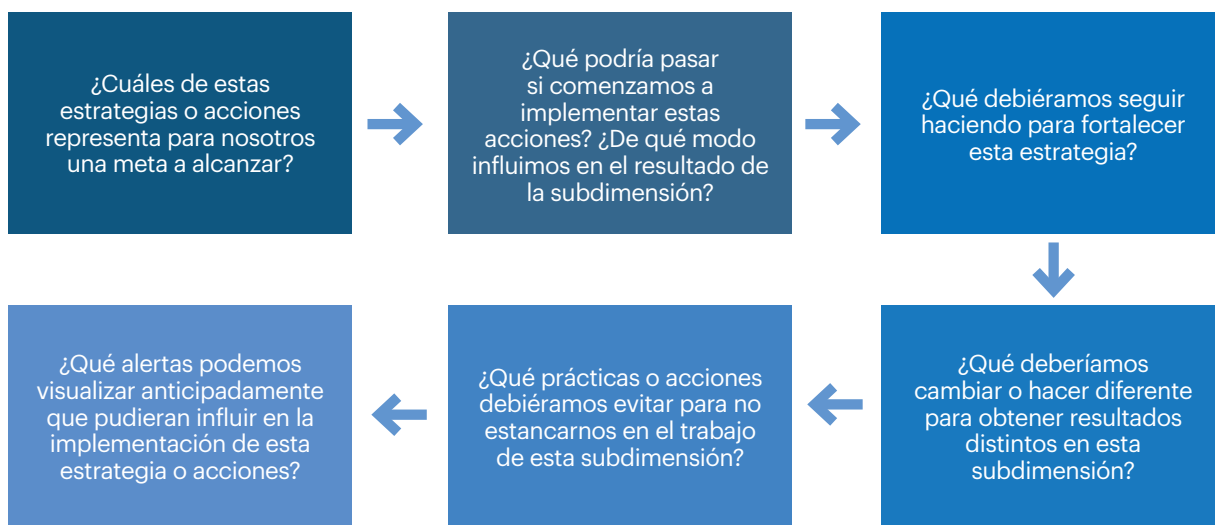 ¿Cuáles de estas
estrategias o acciones
representa para nosotros
una meta a alcanzar?
¿Qué podría pasar
si comenzamos a
implementar estas
acciones? ¿De qué modo
influimos en el resultado de
la subdimensión?
¿Qué debiéramos seguir
haciendo para fortalecer
esta estrategia?
¿Qué deberíamos
cambiar o hacer diferente
para obtener resultados
distintos en esta
subdimensión?
¿Qué prácticas o acciones
debiéramos evitar para no
estancarnos en el trabajo
de esta subdimensión?
¿Qué alertas podemos
visualizar anticipadamente
que pudieran influir en la
implementación de esta
estrategia o acciones?